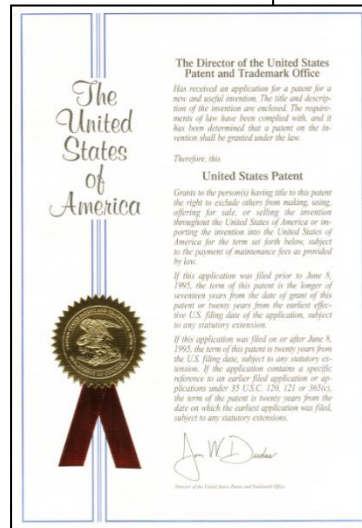 The
United
States
of
America
The Director of the United States
Patent and Trademark Office
Has received an application for a patent for a
new and useful invention. The title and descrip-
tion of the invention are enclosed. The require-
ments of law have been complied with, and it
has been determined that a patent on the in-
vention shall be granted under the law.
Therefore, this
United States Patent
Grants to the person(s) having title to this patent
the right to exclude others from making, using,
offering for sale, or selling the invention
throughout the United States of America or im-
porting the invention into the United States of
America for the term set forth below, subject
to the payment of maintenance fees as provided
by law.
If this application was filed prior to June 8,
1995, the term of this patent is the longer of
seventeen years from the date of grant of this
patent or twenty years from the earliest effec-
tive U.S. filing date of the application, subject
to any statutory extension.
If this application was filed on or after June 8,
1995, the term of this patent is twenty years from
the U.S. filing date, subject to any statutory ex-
tension. If the application contains a specific
reference to an earlier filed application or ap-
plications under 35 U.S.C. 120, 121 or 365(c),
the term of the patent is twenty years from the
date on which the earliest application was filed,
subject to any statutory extensions.
Jon W Dudas
Director of the United States Patent and Trademark Office